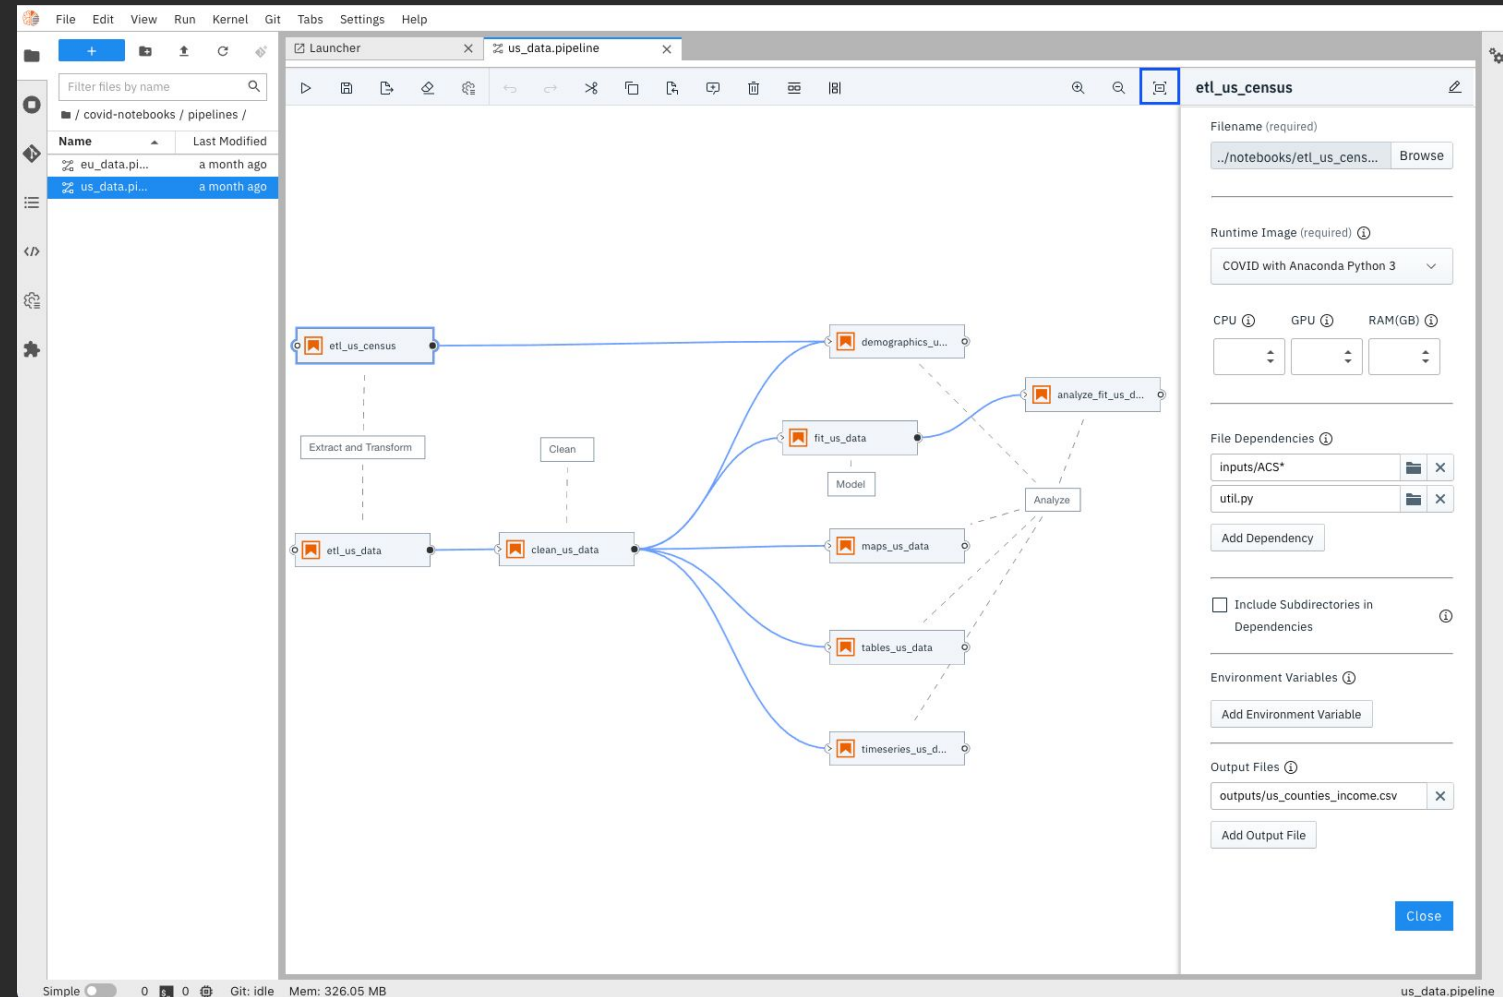 File Edit View Run Kernel Git Tabs Settings Help
+
Filter files by name
/ covid-notebooks / pipelines /
Name Last Modified
eu_data.pi... a month ago
us_data.pi... a month ago
Launcher
us_data.pipeline
etl_us_census
demographics_u...
analyze_fit_us_d...
Extract and Transform
Clean
fit_us_data
Model
Analyze
etl_us_data
clean_us_data
maps_us_data
tables_us_data
timeseries_us_d...
etl_us_census
Filename (required)
../notebooks/etl_us_cens... Browse
Runtime Image (required)
COVID with Anaconda Python 3
CPU GPU RAM(GB)
File Dependencies
inputs/ACS*
util.py
Add Dependency
Include Subdirectories in
Dependencies
Environment Variables
Add Environment Variable
Output Files
outputs/us_counties_income.csv
Add Output File
Close
Simple 0 0 Git: idle Mem: 326.05 MB us_data.pipeline